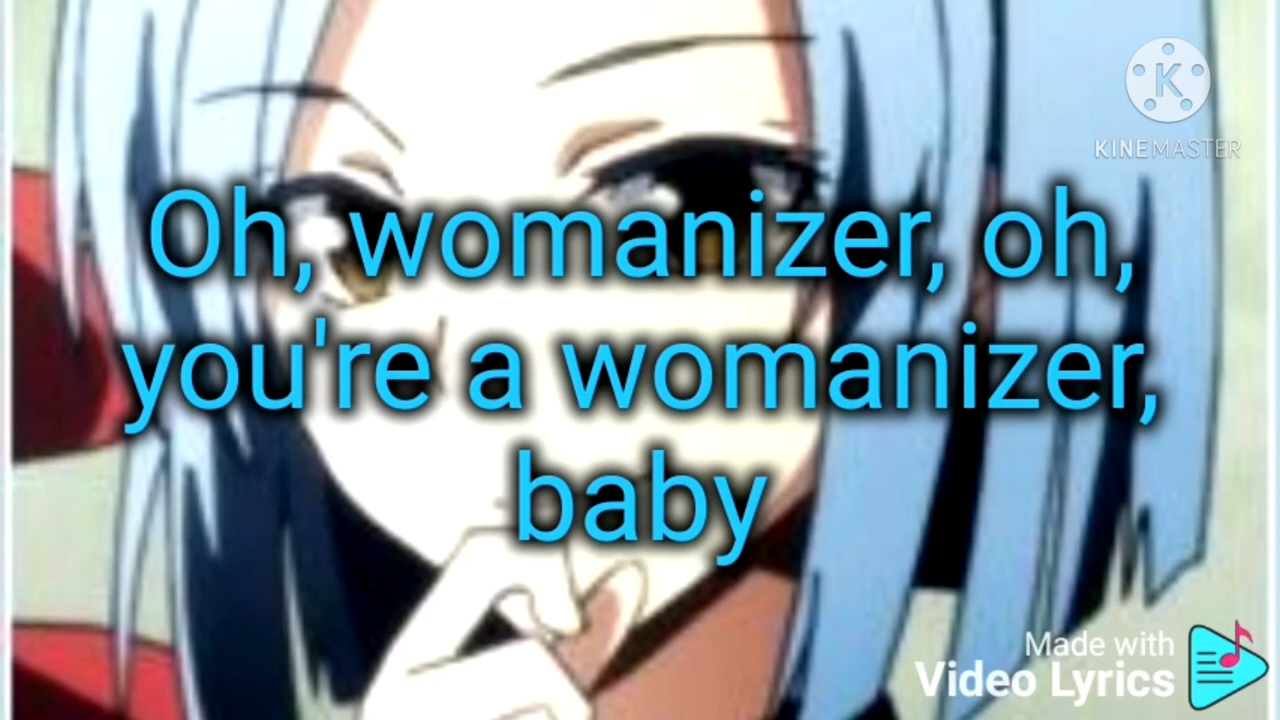 KINEMASTER
Oh, womanizer, oh,
you're a womanizer,
baby
Made with
Video Lyrics